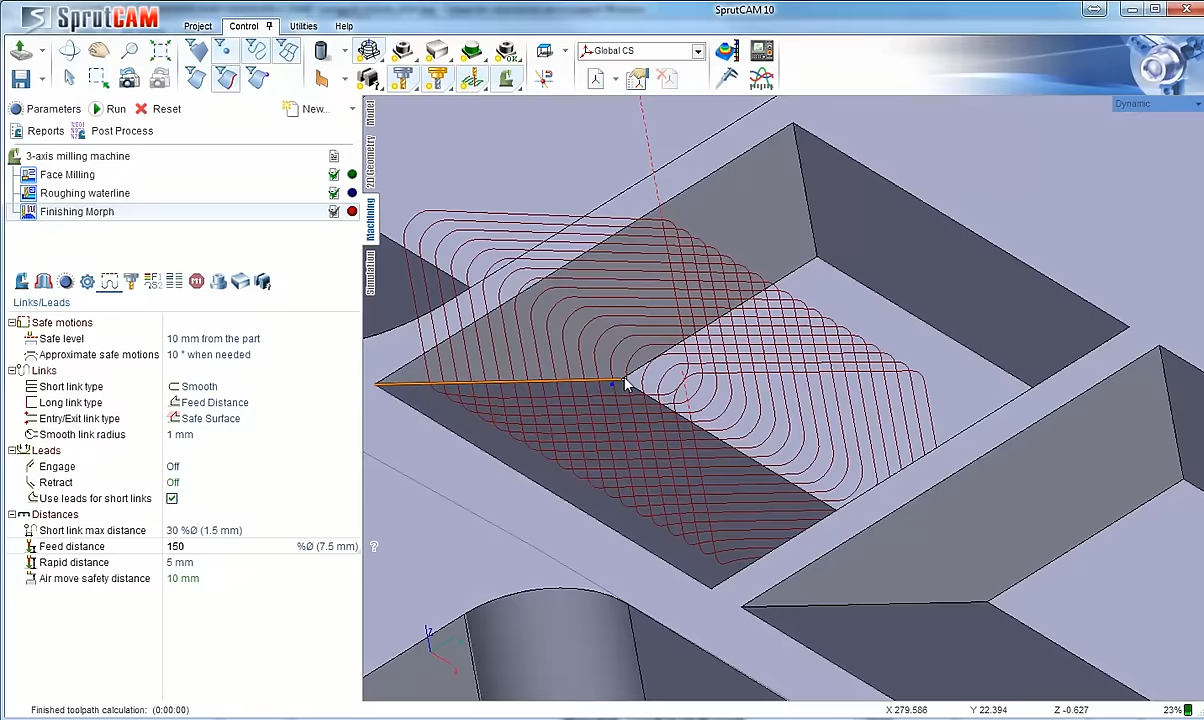 SprutCAM 10
SprutCAM
Project Control Utilities Help
Global CS
Parameters Run Reset New...
Reports Post Process
Dynamic
Model
2D Geometry
Machining
Simulation
3-axis milling machine
Face Milling
Roughing waterline
Finishing Morph
Links/Leads
Safe motions
Safe level 10 mm from the part
Approximate safe motions 10 ° when needed
Links
Short link type Smooth
Long link type Feed Distance
Entry/Exit link type Safe Surface
Smooth link radius 1 mm
Leads
Engage Off
Retract Off
Use leads for short links
Distances
Short link max distance 30 %Ø (1.5 mm)
Feed distance 150 %Ø (7.5 mm) ?
Rapid distance 5 mm
Air move safety distance 10 mm
Finished toolpath calculation: (0:00:00) X 279.586 Y 22.394 Z -0.627 23%